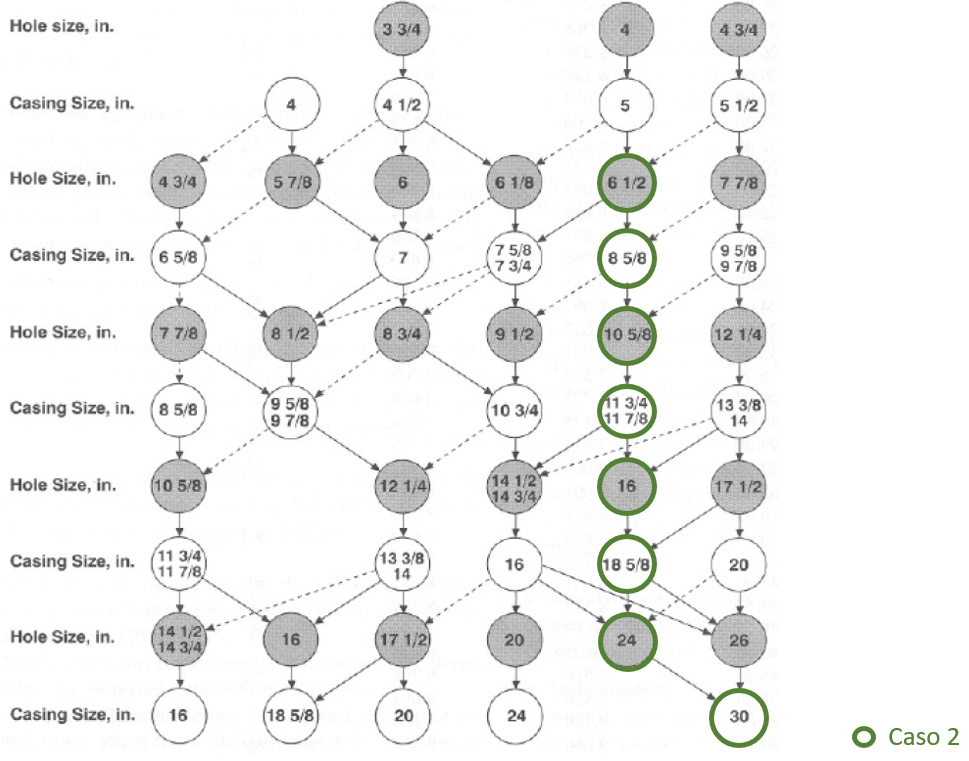 Hole size, in. 3 3/4 4 4 3/4
Casing Size, in. 4 4 1/2 5 5 1/2
Hole Size, in. 4 3/4 5 7/8 6 6 1/8 6 1/2 7 7/8
Casing Size, in. 6 5/8 7 7 5/8 7 3/4 8 5/8 9 5/8 9 7/8
Hole Size, in. 7 7/8 8 1/2 8 3/4 9 1/2 10 5/8 12 1/4
Casing Size, in. 8 5/8 9 5/8 9 7/8 10 3/4 11 3/4 11 7/8 13 3/8 14
Hole Size, in. 10 5/8 12 1/4 14 1/2 14 3/4 16 17 1/2
Casing Size, in. 11 3/4 11 7/8 13 3/8 14 16 18 5/8 20
Hole Size, in. 14 1/2 14 3/4 16 17 1/2 20 24 26
Casing Size, in. 16 18 5/8 20 24 30
Caso 2